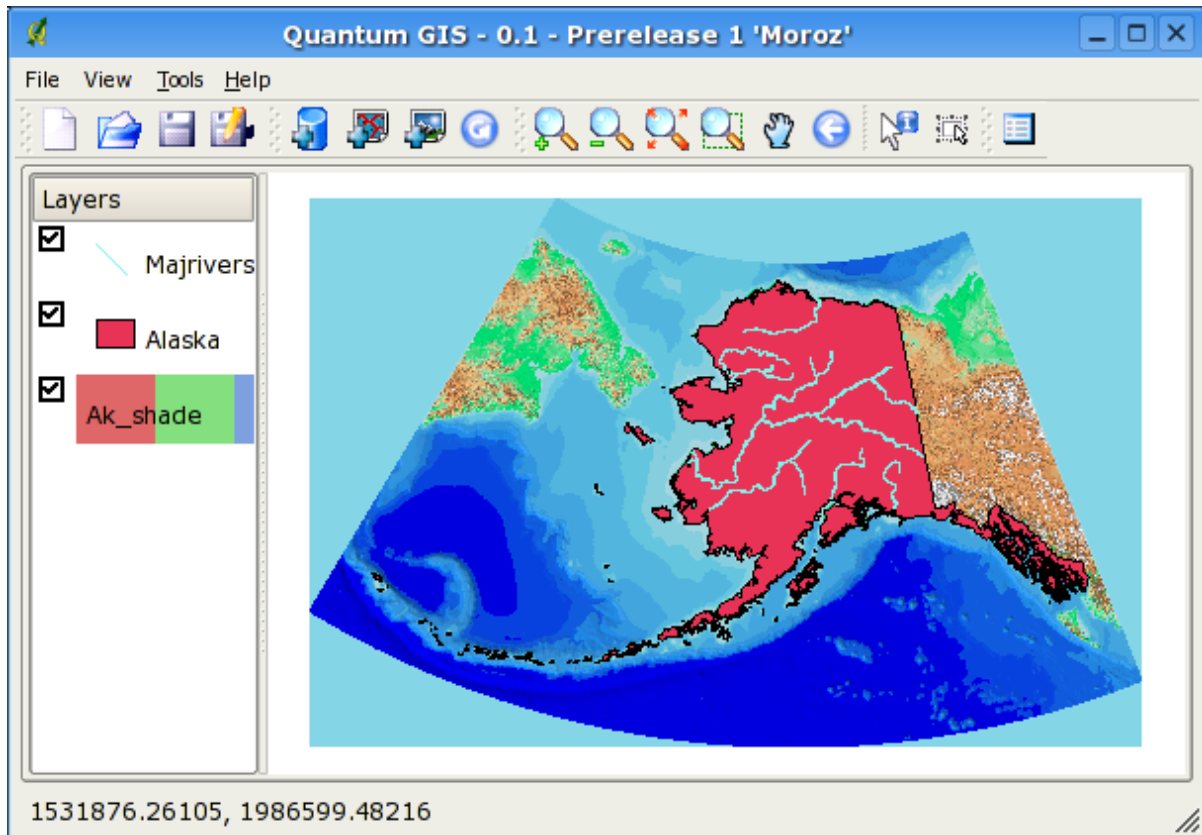 Quantum GIS - 0.1 - Prerelease 1 'Moroz'
File View Tools Help
Layers
Majrivers
Alaska
Ak_shade
1531876.26105, 1986599.48216